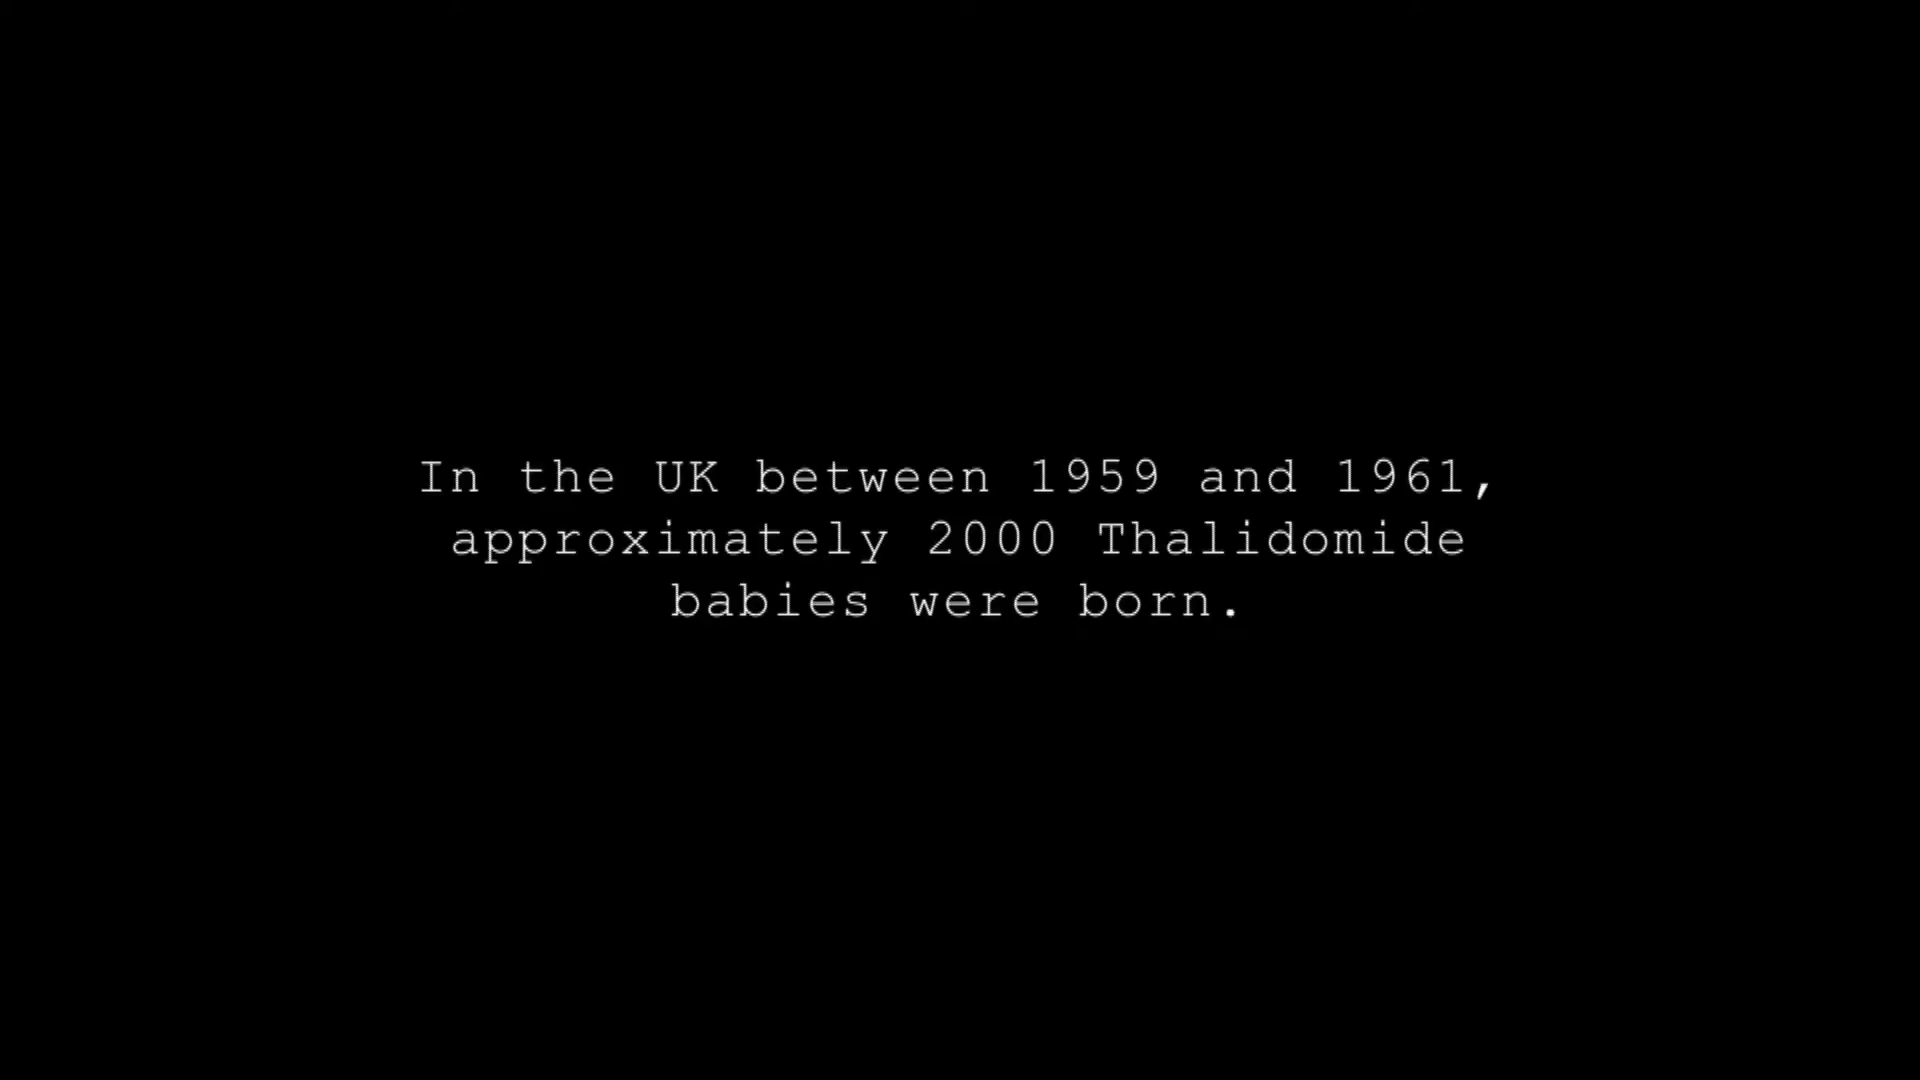 In the UK between 1959 and 1961,
approximately 2000 Thalidomide
babies were born.